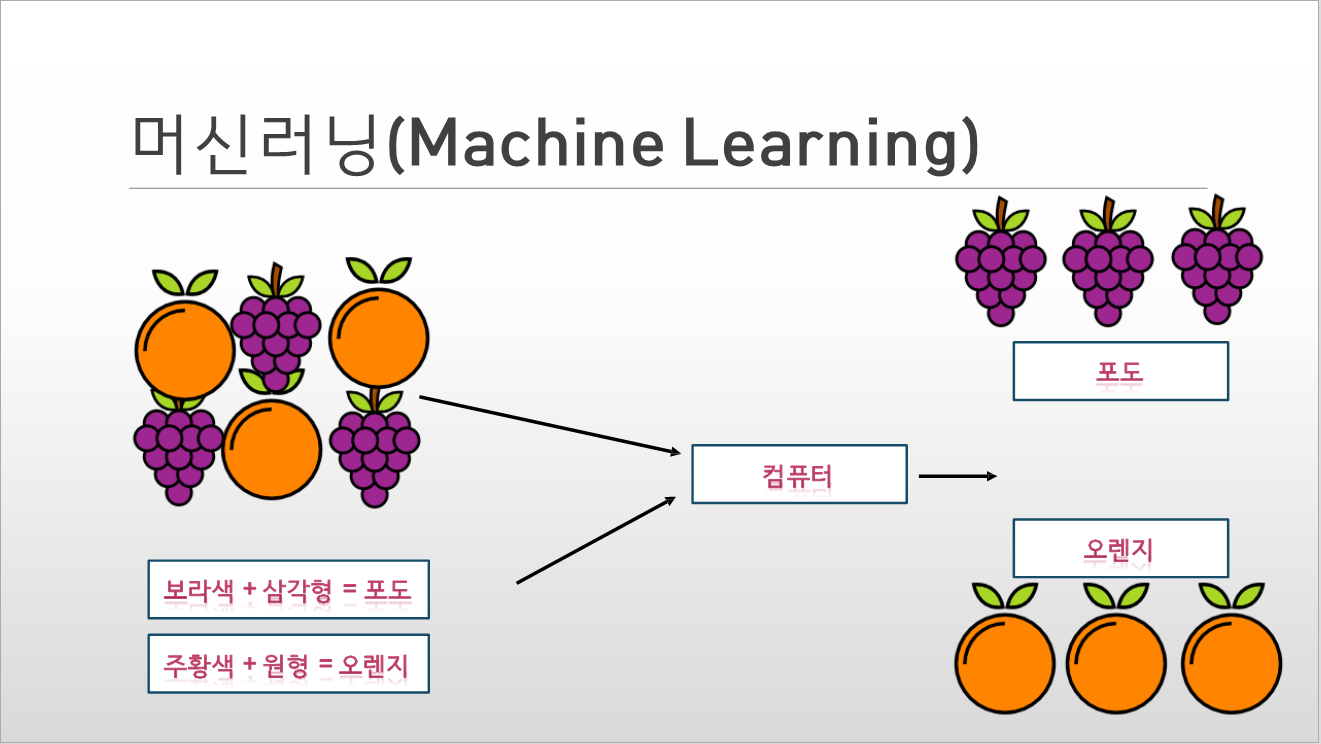 머신러닝(Machine Learning)
포도
컴퓨터
오렌지
보라색 + 삼각형 = 포도
주황색 + 원형 = 오렌지